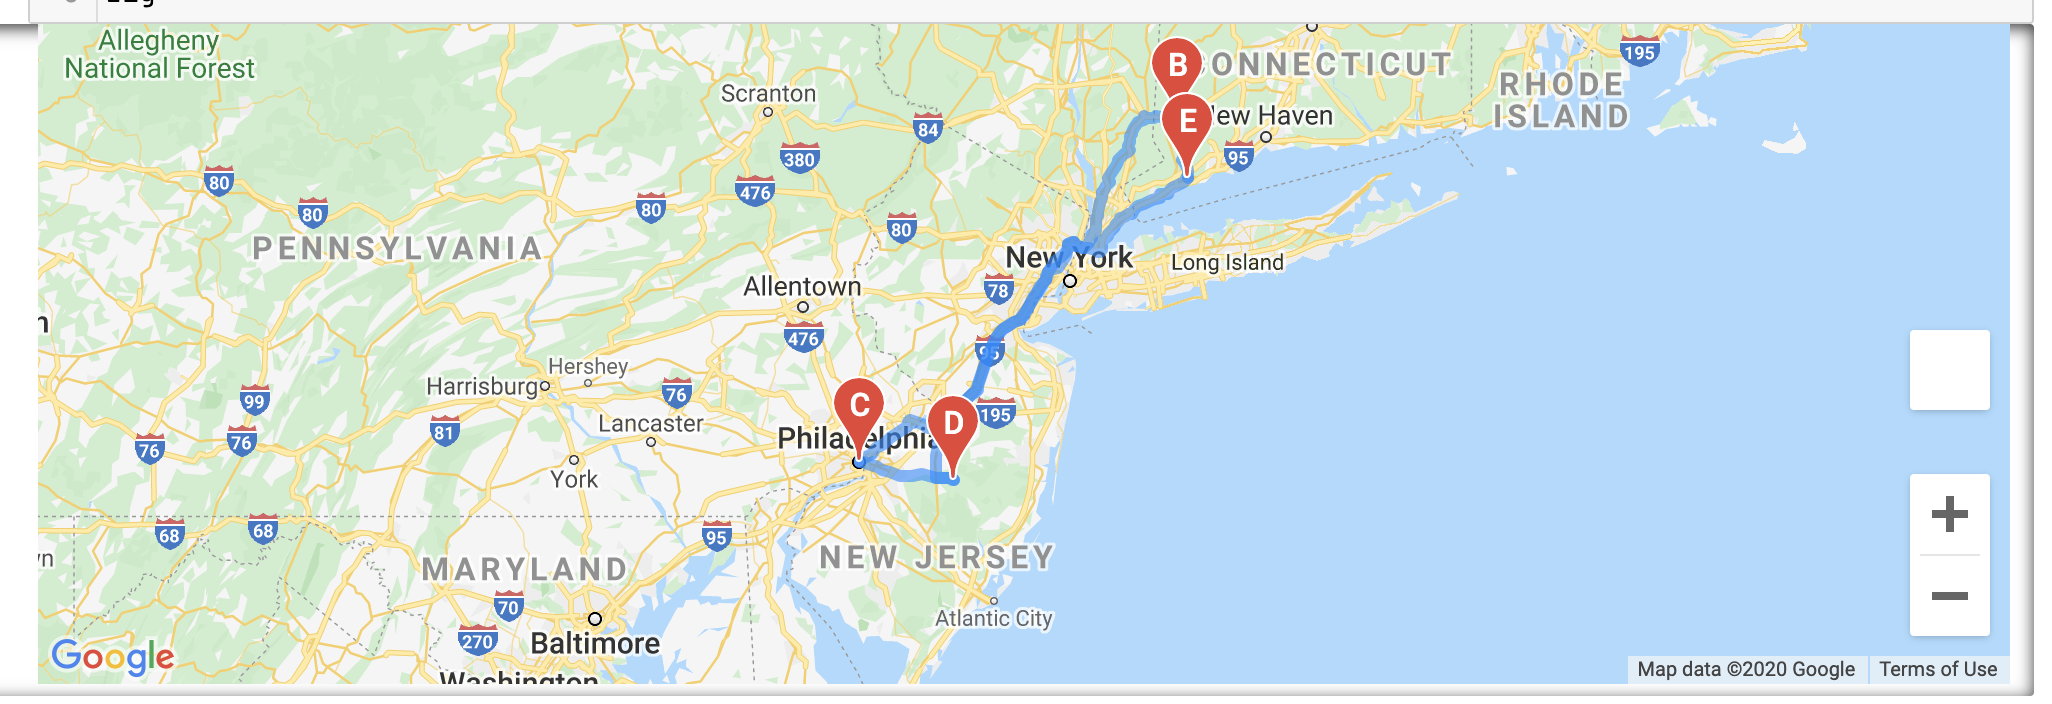 Allegheny
National Forest
Scranton
B
ONNECTICUT
RHODE
ISLAND
195
84
E
ew Haven
95
380
476
80
80
80
80
PENNSYLVANIA
New York
Long Island
Allentown
78
476
95
Hershey
Harrisburg
76
99
Lancaster
81
76
76
C
D
195
Philadelphia
York
68
68
95
MARYLAND
NEW JERSEY
70
Atlantic City
270
Baltimore
Washington
Google
+
−
Map data ©2020 Google
Terms of Use